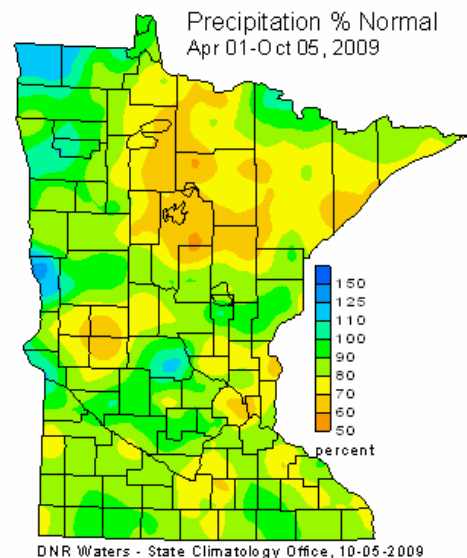 Precipitation % Normal
Apr 01-Oct 05, 2009
150
125
110
100
90
80
70
60
50
percent
DNR Waters - State Climatology Office, 10-05-2009